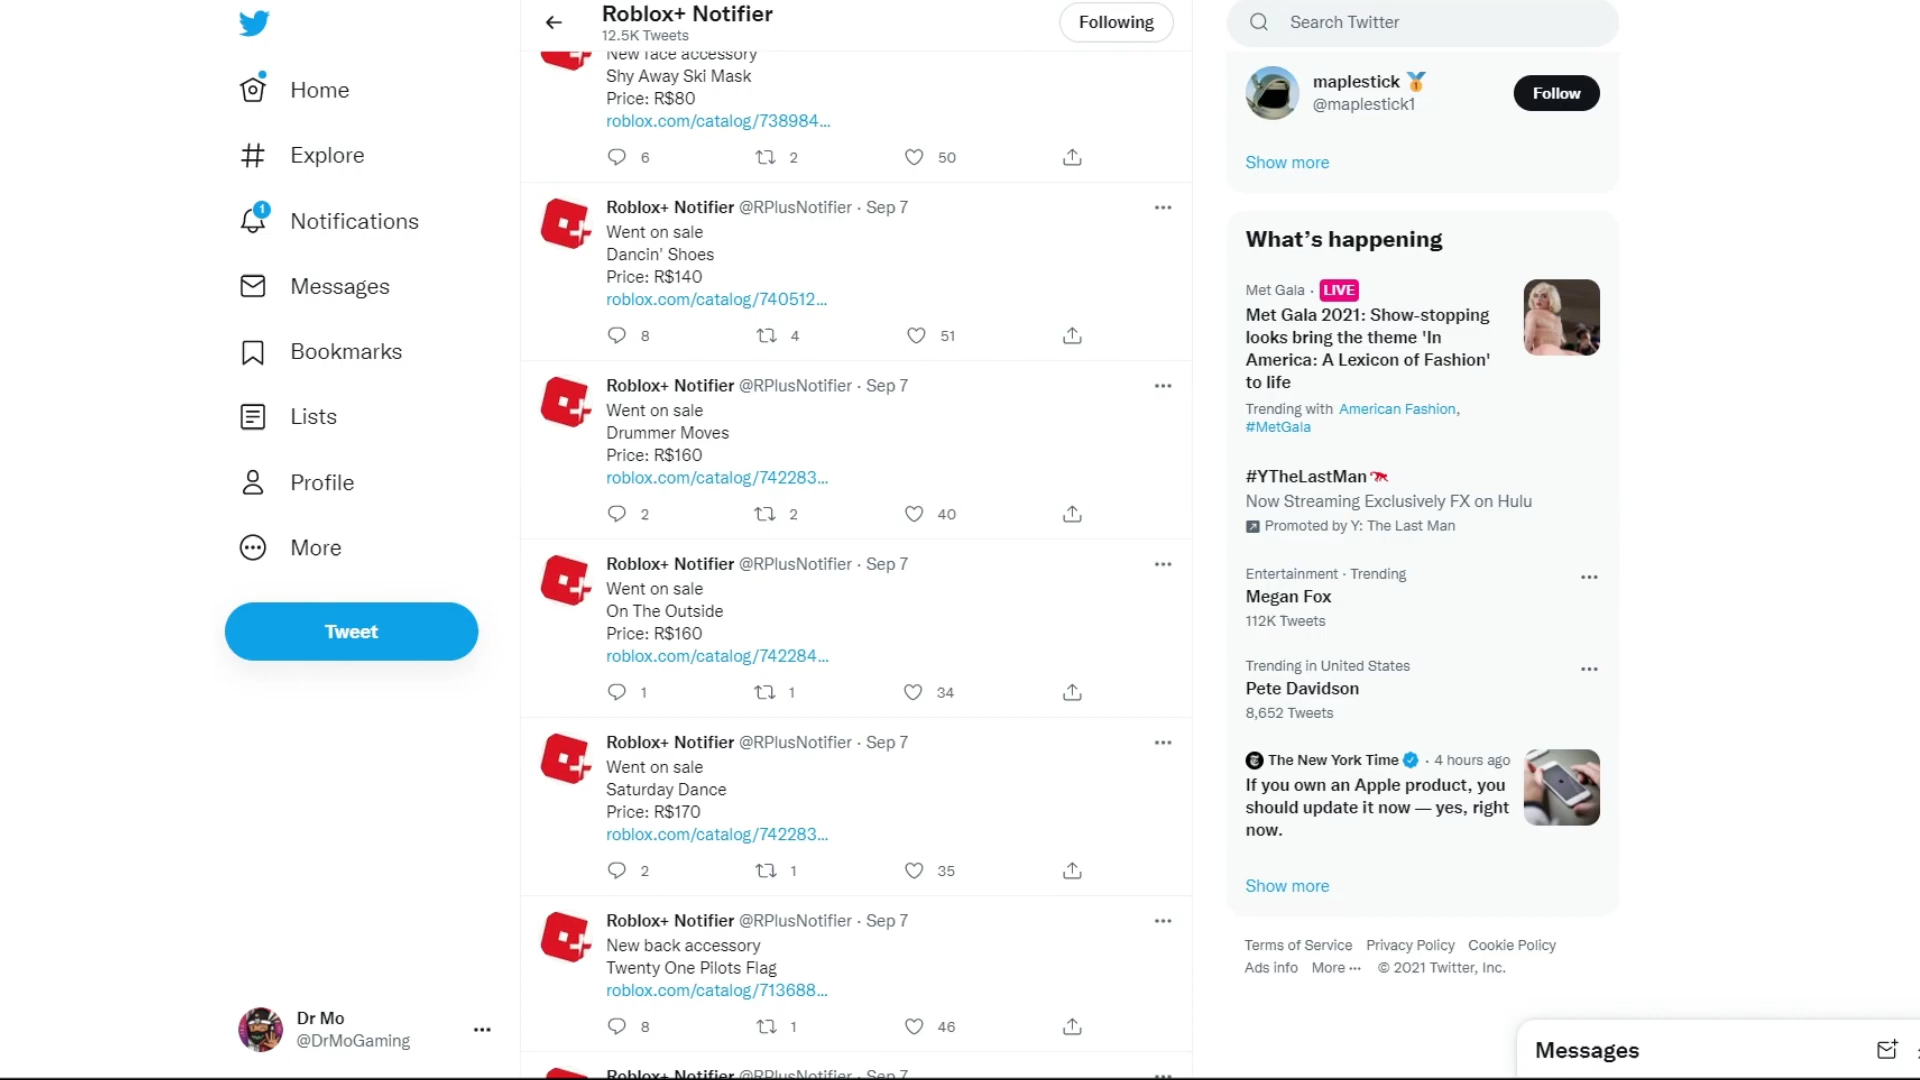 Home
Explore
1
Notifications
Messages
Bookmarks
Lists
Profile
More
Tweet
Dr Mo
@DrMoGaming
Roblox+ Notifier
12.5K Tweets
Following
New face accessory
Shy Away Ski Mask
Price: R$80
roblox.com/catalog/738984...
6 2 50
Roblox+ Notifier @RPlusNotifier · Sep 7
Went on sale
Dancin' Shoes
Price: R$140
roblox.com/catalog/740512...
8 4 51
Roblox+ Notifier @RPlusNotifier · Sep 7
Went on sale
Drummer Moves
Price: R$160
roblox.com/catalog/742283...
2 2 40
Roblox+ Notifier @RPlusNotifier · Sep 7
Went on sale
On The Outside
Price: R$160
roblox.com/catalog/742284...
1 1 34
Roblox+ Notifier @RPlusNotifier · Sep 7
Went on sale
Saturday Dance
Price: R$170
roblox.com/catalog/742283...
2 1 35
Roblox+ Notifier @RPlusNotifier · Sep 7
New back accessory
Twenty One Pilots Flag
roblox.com/catalog/713688...
8 1 46
Roblox+ Notifier @RPlusNotifier · Sep 7
Search Twitter
maplestick
@maplestick1
Follow
Show more
What's happening
Met Gala · LIVE
Met Gala 2021: Show-stopping
looks bring the theme 'In
America: A Lexicon of Fashion'
to life
Trending with American Fashion,
#MetGala
#YTheLastMan
Now Streaming Exclusively FX on Hulu
Promoted by Y: The Last Man
Entertainment · Trending
Megan Fox
112K Tweets
Trending in United States
Pete Davidson
8,652 Tweets
The New York Time · 4 hours ago
If you own an Apple product, you
should update it now — yes, right
now.
Show more
Terms of Service Privacy Policy Cookie Policy
Ads info More ··· © 2021 Twitter, Inc.
Messages